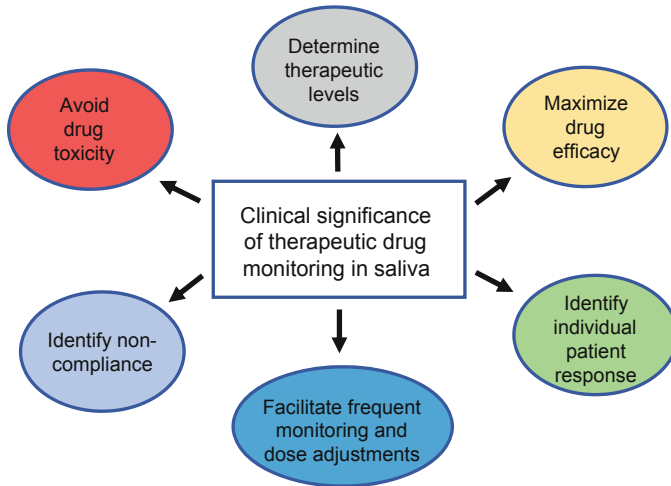 Determine
therapeutic
levels
Avoid
drug
toxicity
Maximize
drug
efficacy
Clinical significance
of therapeutic drug
monitoring in saliva
Identify non-
compliance
Identify
individual
patient
response
Facilitate frequent
monitoring and
dose adjustments